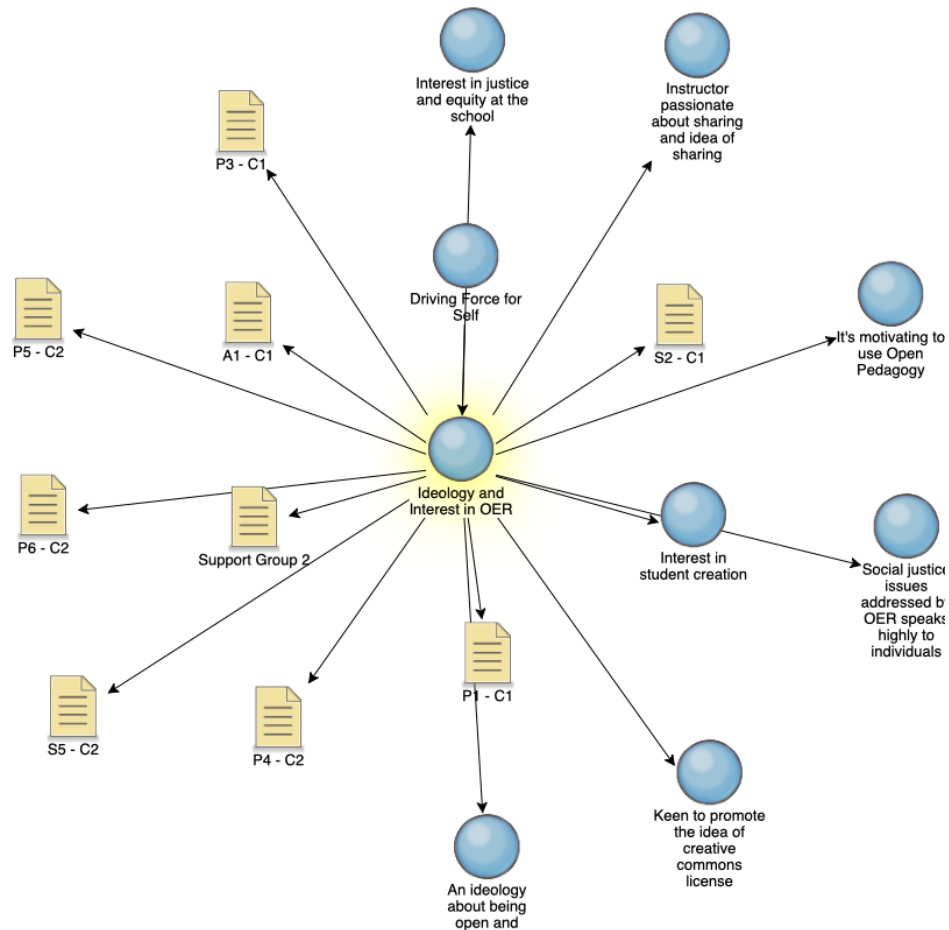 Interest in justice
and equity at the
school
Instructor
passionate
about sharing
and idea of
sharing
P3 - C1
Driving Force for
Self
P5 - C2
A1 - C1
S2 - C1
It's motivating to
use Open
Pedagogy
Ideology and
Interest in OER
P6 - C2
Support Group 2
Interest in
student creation
Social justice
issues
addressed by
OER speaks
highly to
individuals
P1 - C1
S5 - C2
P4 - C2
Keen to promote
the idea of
creative
commons
license
An ideology
about being
open and